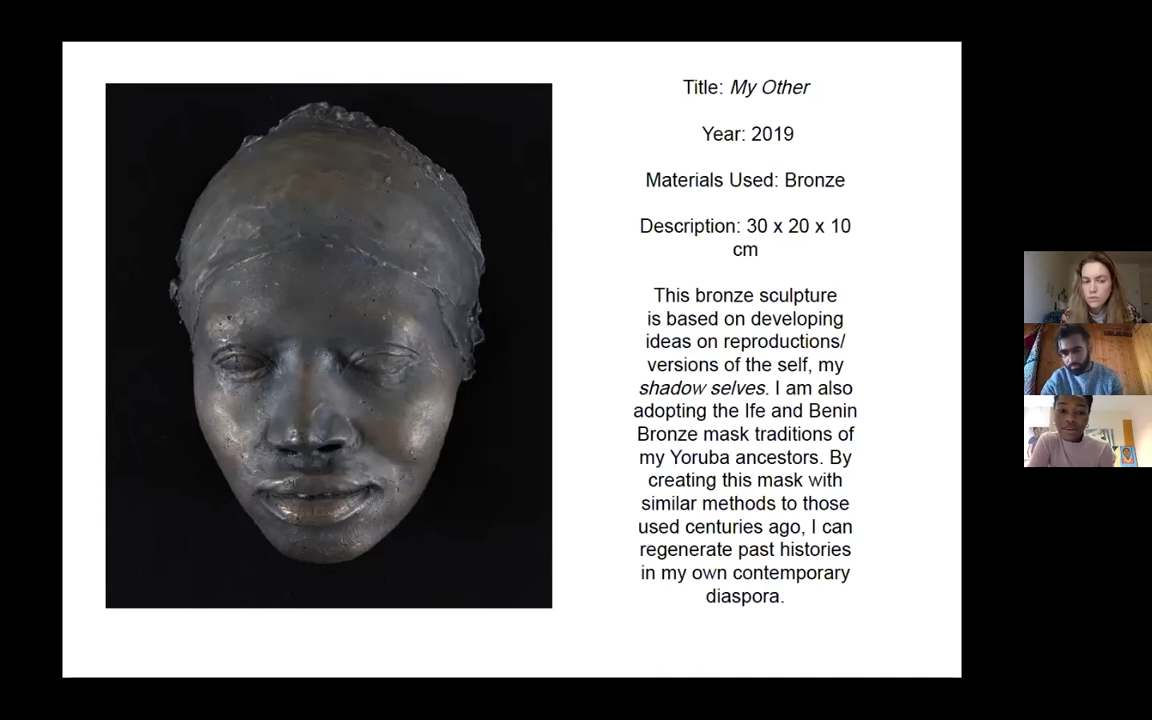 Title: My Other
Year: 2019
Materials Used: Bronze
Description: 30 x 20 x 10
cm
This bronze sculpture
is based on developing
ideas on reproductions/
versions of the self, my
shadow selves. I am also
adopting the Ife and Benin
Bronze mask traditions of
my Yoruba ancestors. By
creating this mask with
similar methods to those
used centuries ago, I can
regenerate past histories
in my own contemporary
diaspora.